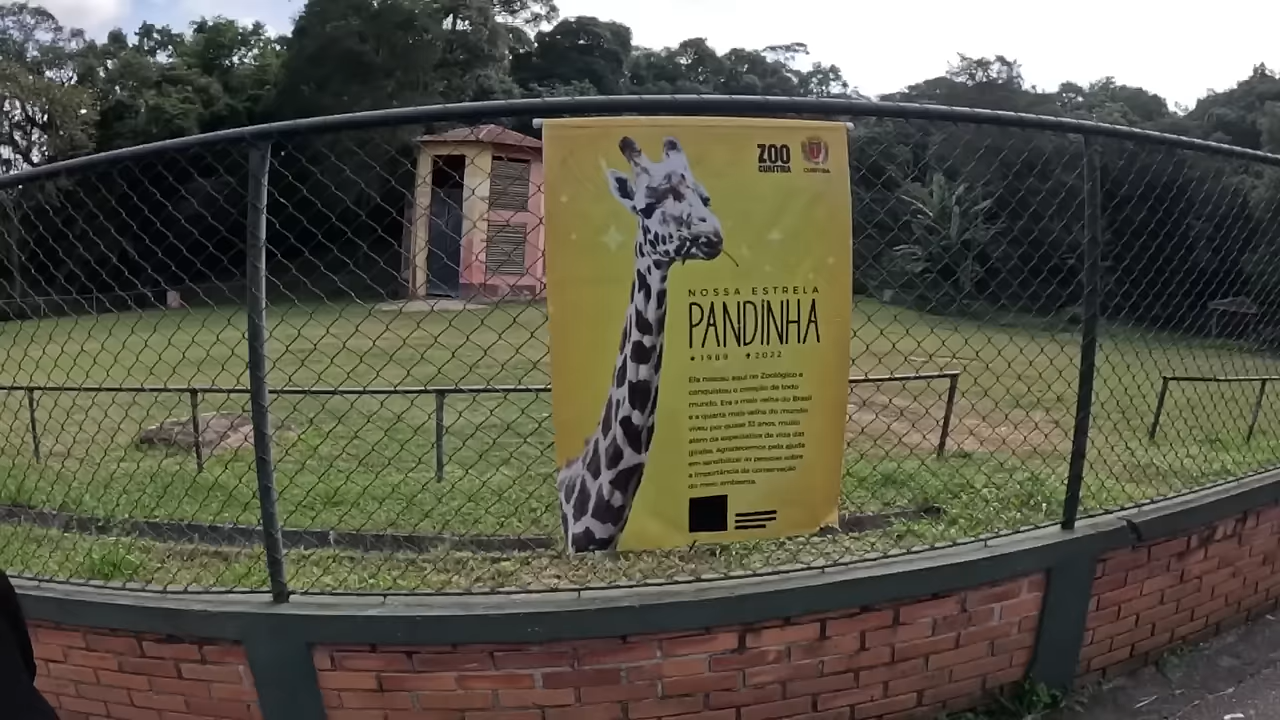 ZOO
CURITIBA
CURITIBA
NOSSA ESTRELA
PANDINHA
★1989 ✝2022
Ela nasceu aqui no Zoológico e
conquistou o coração de todo
mundo. Era a mais velha do Brasil
e a quarta mais velha do mundo
viveu por quase 33 anos, muito
além da expectativa de vida das
girafas. Agradecemos pela ajuda
em sensibilizar as pessoas sobre
a importância da conservação
do meio ambiente.